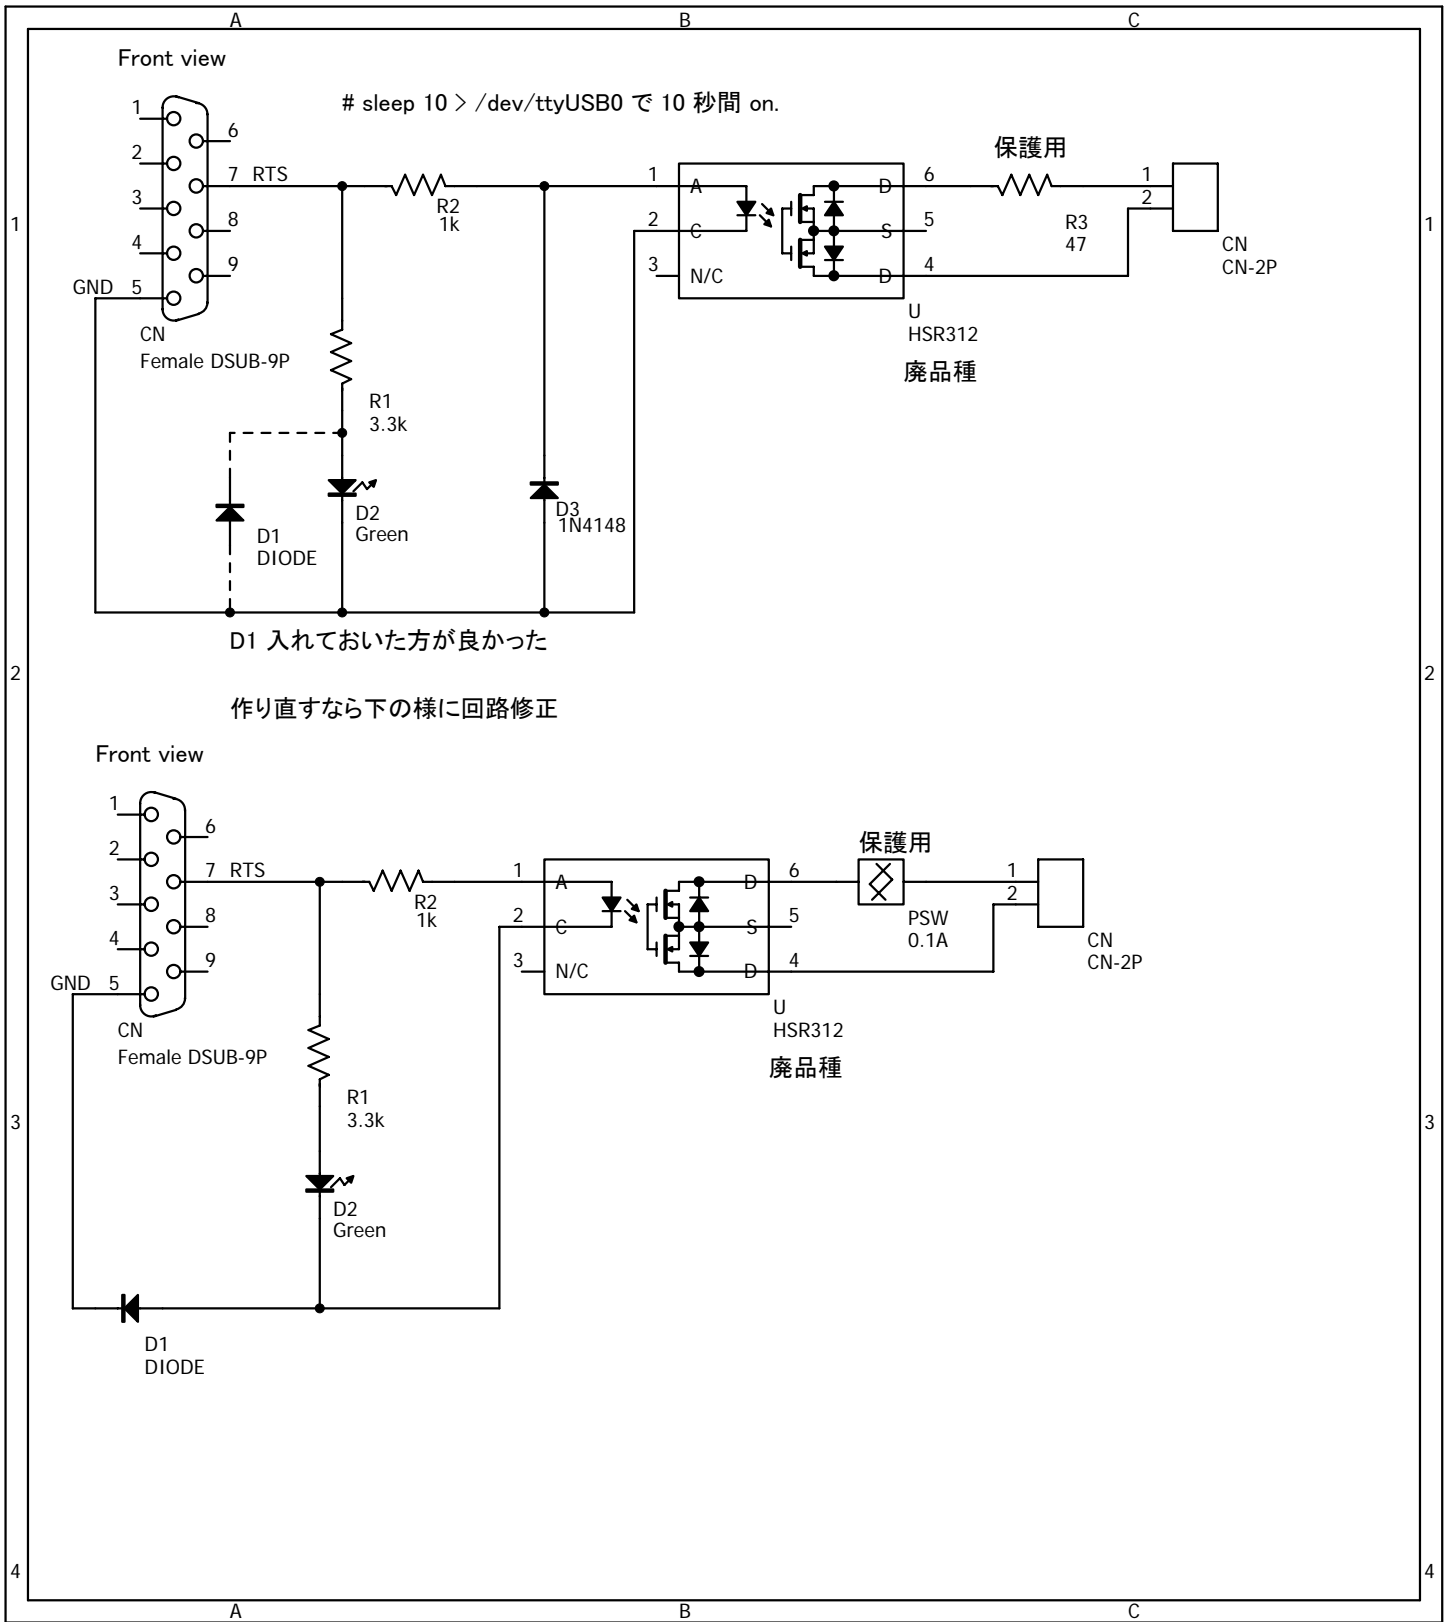 A B C
Front view
# sleep 10 > /dev/ttyUSB0 で 10 秒間 on.
1
6
2
7 RTS
3
8
4
9
GND 5
CN
Female DSUB-9P
R2
1k
R1
3.3k
D1
DIODE
D2
Green
D3
1N4148
1 A
2 C
3 N/C
D 6
S 5
D 4
U
HSR312
廃品種
保護用
R3
47
1
2
CN
CN-2P
1 1
D1 入れておいた方が良かった
2 2
作り直すなら下の様に回路修正
Front view
1
6
2
7 RTS
3
8
4
9
GND 5
CN
Female DSUB-9P
R2
1k
R1
3.3k
D2
Green
D1
DIODE
1 A
2 C
3 N/C
D 6
S 5
D 4
U
HSR312
廃品種
保護用
PSW
0.1A
1
2
CN
CN-2P
3 3
4 4
A B C